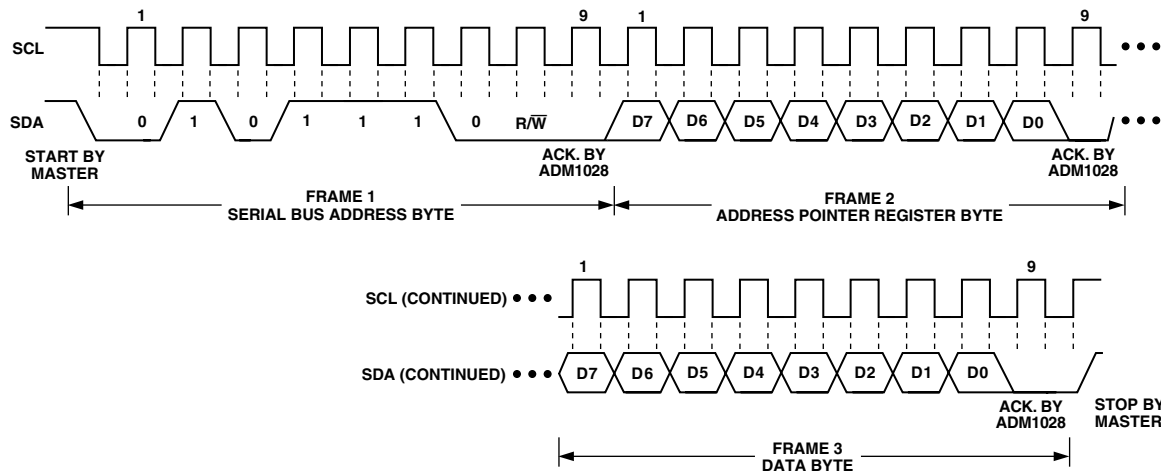 1 9 1 9
SCL
SDA 0 1 0 1 1 1 0 R/W̅ D7 D6 D5 D4 D3 D2 D1 D0
START BY
MASTER
ACK. BY
ADM1028
ACK. BY
ADM1028
FRAME 1
SERIAL BUS ADDRESS BYTE
FRAME 2
ADDRESS POINTER REGISTER BYTE
1 9
SCL (CONTINUED)
SDA (CONTINUED) D7 D6 D5 D4 D3 D2 D1 D0
ACK. BY
ADM1028
STOP BY
MASTER
FRAME 3
DATA BYTE